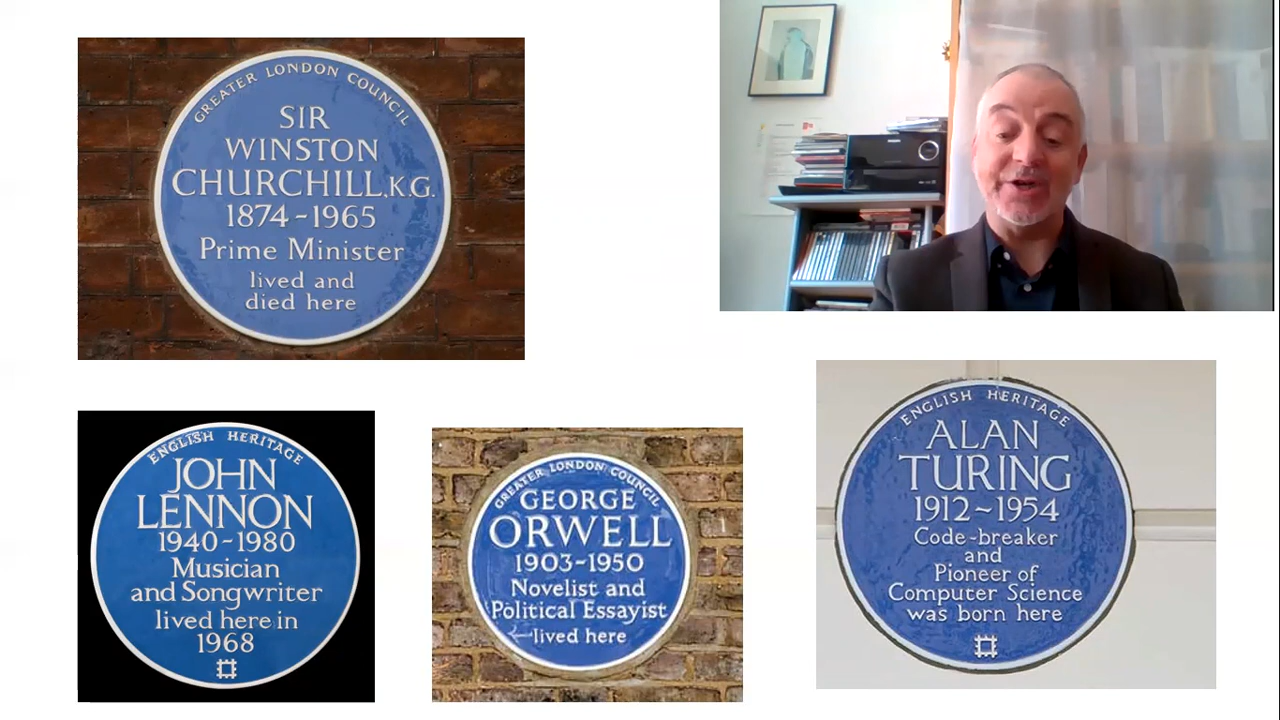 GREATER LONDON COUNCIL
SIR
WINSTON
CHURCHILL, K.G.
1874-1965
Prime Minister
lived and
died here
ENGLISH HERITAGE
JOHN
LENNON
1940-1980
Musician
and Songwriter
lived here in
1968
GREATER LONDON COUNCIL
GEORGE
ORWELL
1903-1950
Novelist and
Political Essayist
←lived here
ENGLISH HERITAGE
ALAN
TURING
1912-1954
Code-breaker
and
Pioneer of
Computer Science
was born here